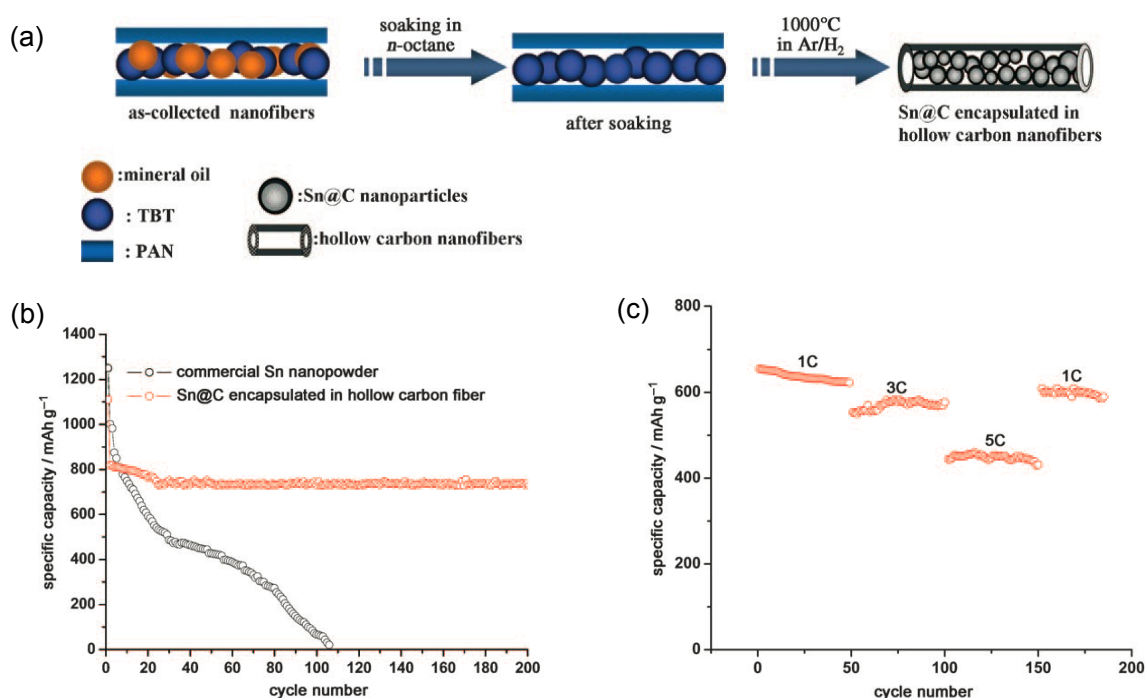 (a)
soaking in
n-octane
1000°C
in Ar/H2
as-collected nanofibers
after soaking
Sn@C encapsulated in
hollow carbon nanofibers
:mineral oil
: TBT
: PAN
:Sn@C nanoparticles
:hollow carbon nanofibers
(b)
1400
1200
1000
800
600
400
200
0
specific capacity / mAh g⁻¹
commercial Sn nanopowder
Sn@C encapsulated in hollow carbon fiber
0 20 40 60 80 100 120 140 160 180 200
cycle number
(c)
800
600
400
200
0
specific capacity / mAh g⁻¹
1C
3C
5C
1C
0 50 100 150 200
cycle number